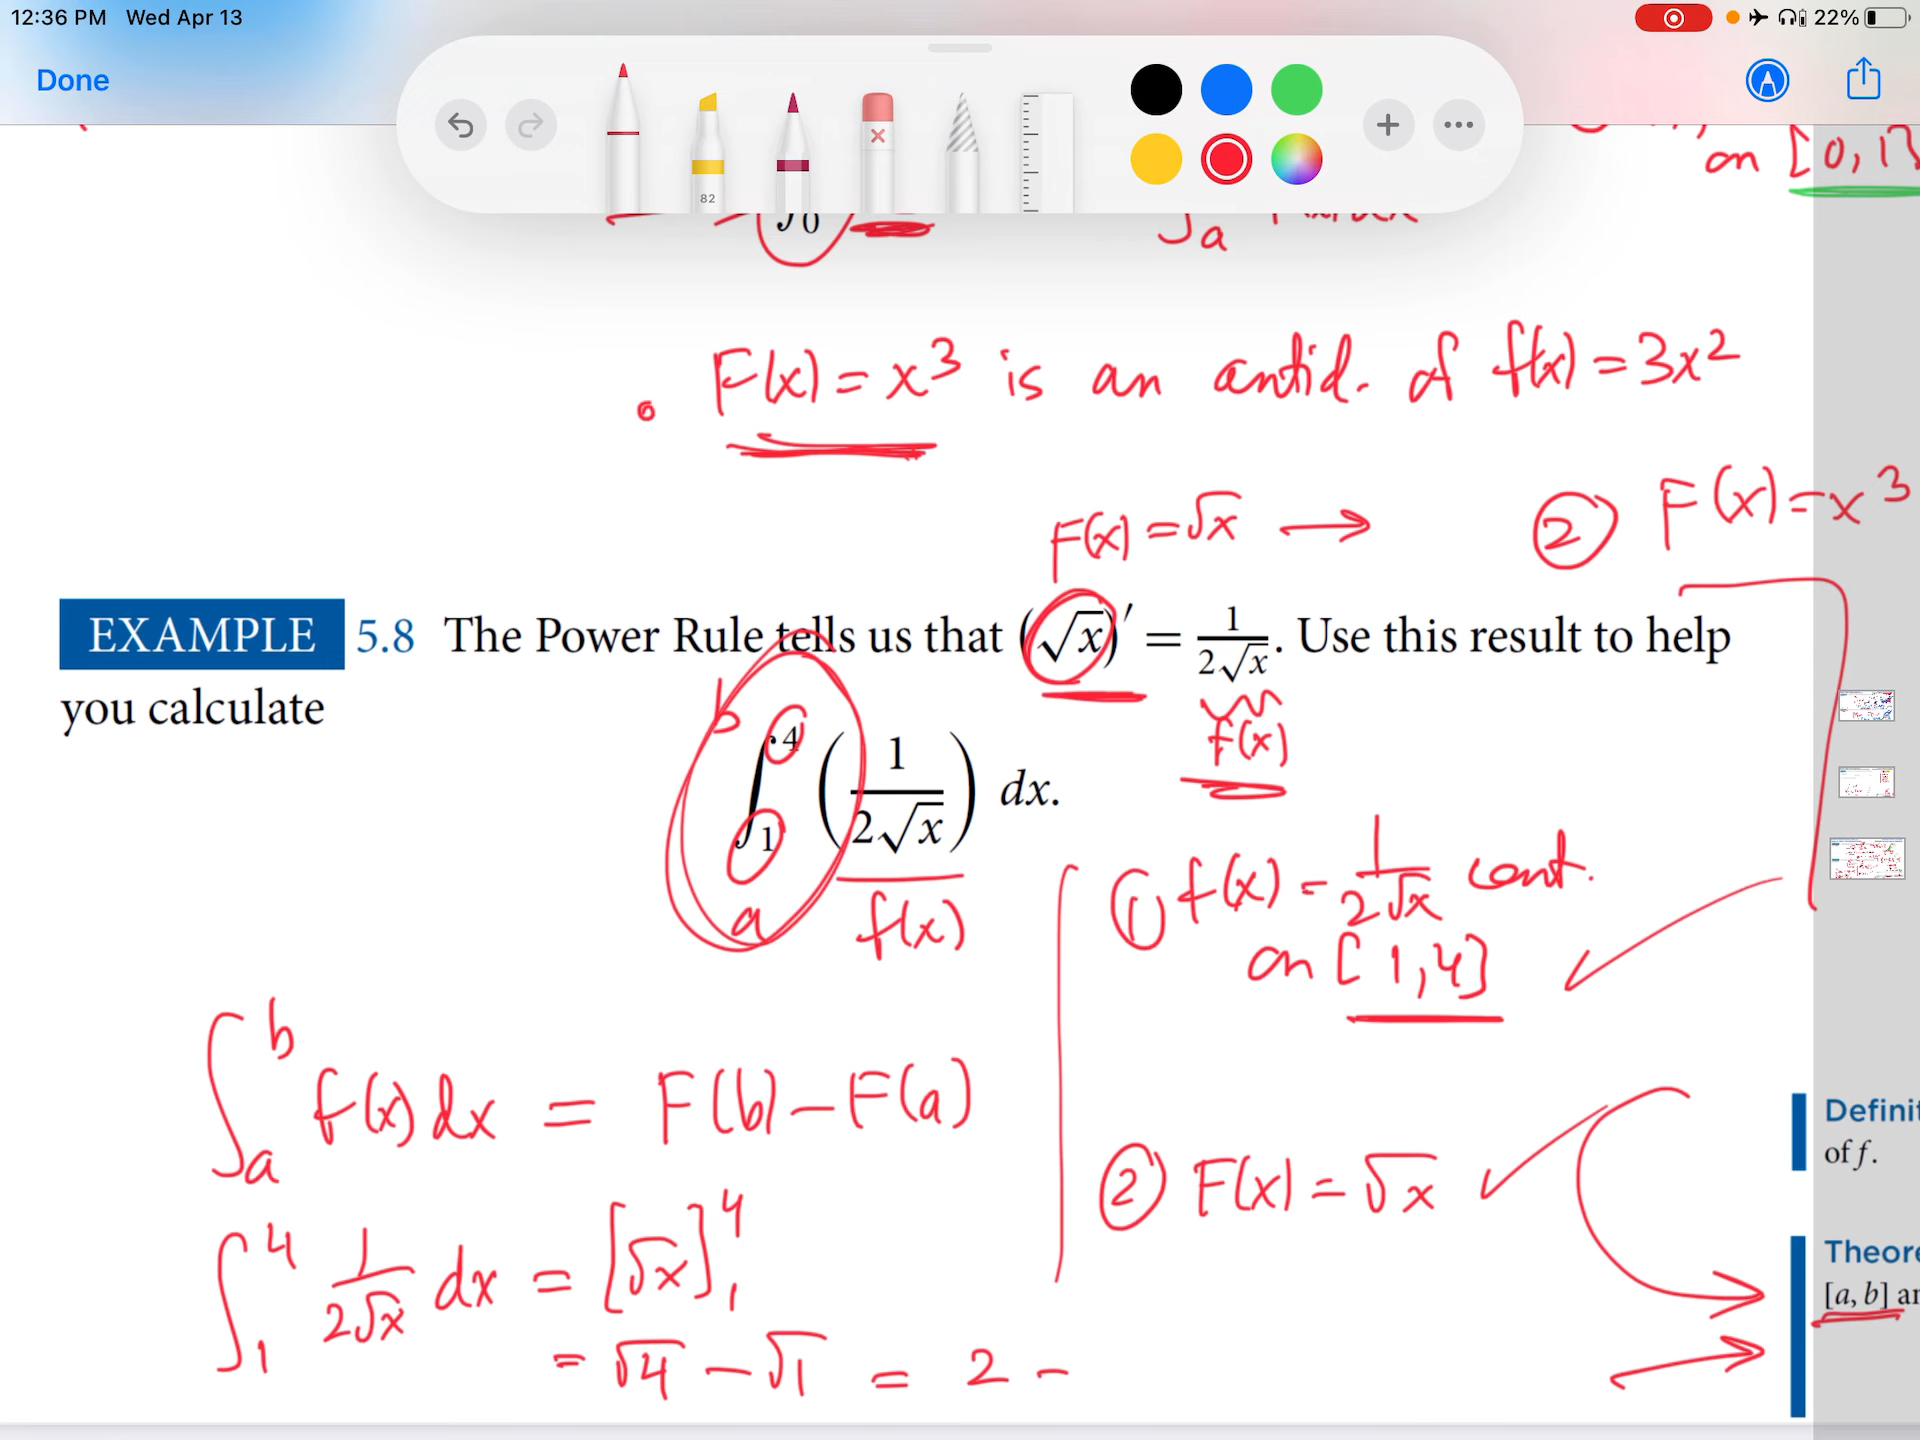 12:36 PM Wed Apr 13
22%
Done
82
on [0,1]
∫0
∫a
• F(x) = x³ is an antid. of f(x) = 3x²
F(x) = √x →
② F(x) = x³
EXAMPLE 5.8 The Power Rule tells us that (√x)′ = 1/(2√x). Use this result to help
you calculate
∫₁⁴ (1/(2√x)) dx.
b
a
f(x)
f(x)
① f(x) = 1/(2√x) cont.
on [1,4]
∫ₐᵇ f(x) dx = F(b) − F(a)
② F(x) = √x
∫₁⁴ 1/(2√x) dx = [√x]₁⁴
= √4 − √1 = 2 −
of f.
[a, b]